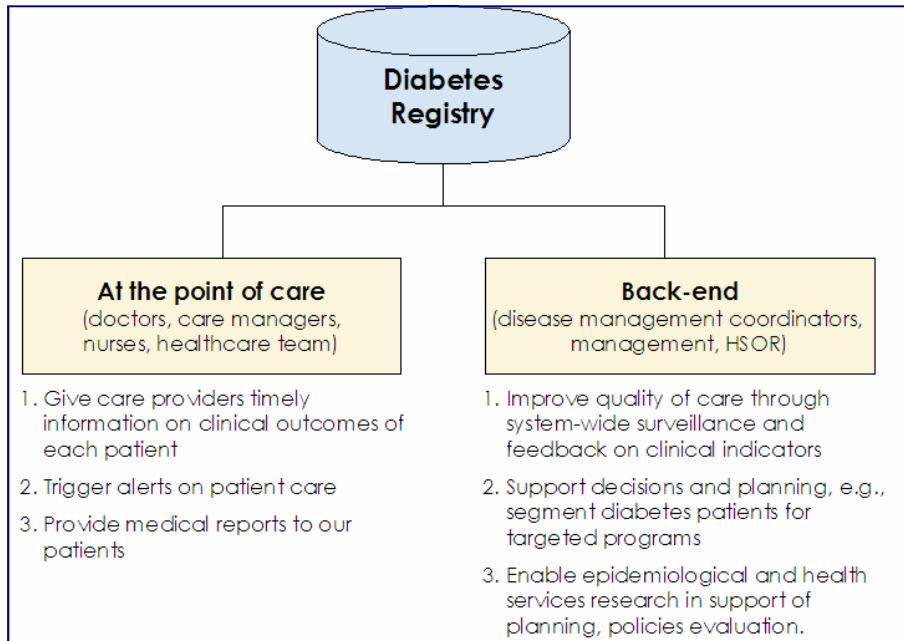 Diabetes
Registry
At the point of care
(doctors, care managers,
nurses, healthcare team)
1. Give care providers timely
information on clinical outcomes of
each patient
2. Trigger alerts on patient care
3. Provide medical reports to our
patients
Back-end
(disease management coordinators,
management, HSOR)
1. Improve quality of care through
system-wide surveillance and
feedback on clinical indicators
2. Support decisions and planning, e.g.,
segment diabetes patients for
targeted programs
3. Enable epidemiological and health
services research in support of
planning, policies evaluation.